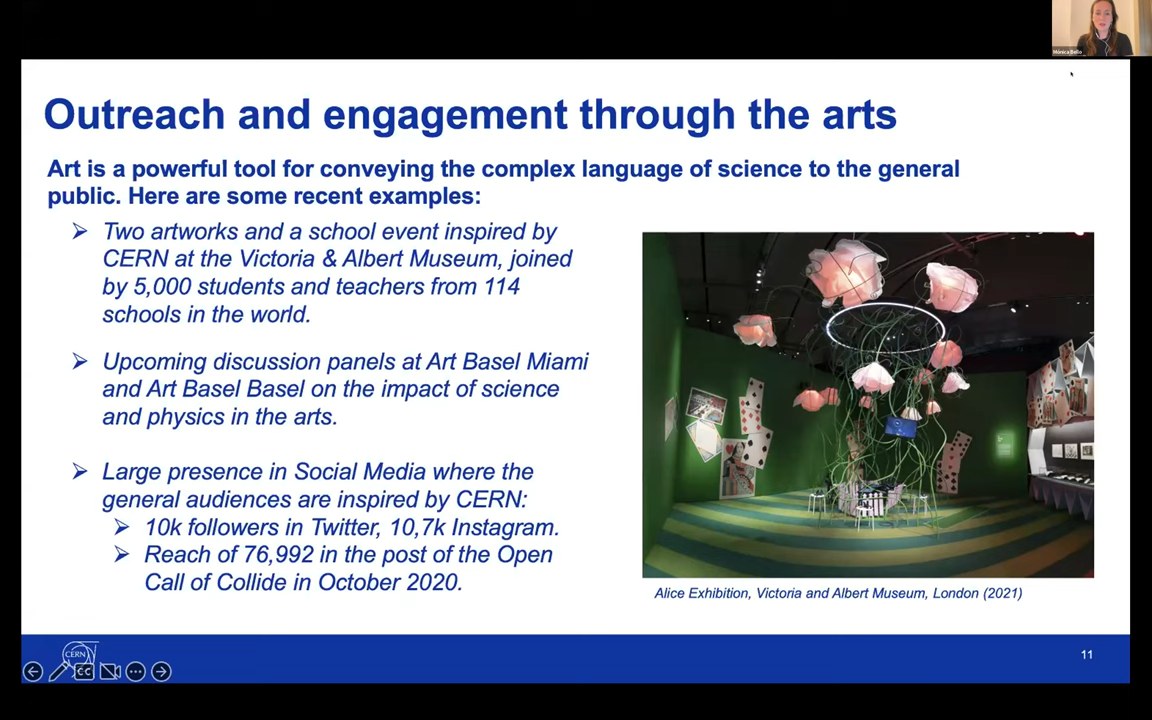 Mónica Bello
Outreach and engagement through the arts
Art is a powerful tool for conveying the complex language of science to the general
public. Here are some recent examples:
➢ Two artworks and a school event inspired by
CERN at the Victoria & Albert Museum, joined
by 5,000 students and teachers from 114
schools in the world.
➢ Upcoming discussion panels at Art Basel Miami
and Art Basel Basel on the impact of science
and physics in the arts.
➢ Large presence in Social Media where the
general audiences are inspired by CERN:
➢ 10k followers in Twitter, 10,7k Instagram.
➢ Reach of 76,992 in the post of the Open
Call of Collide in October 2020.
Alice Exhibition, Victoria and Albert Museum, London (2021)
CERN
CC
11